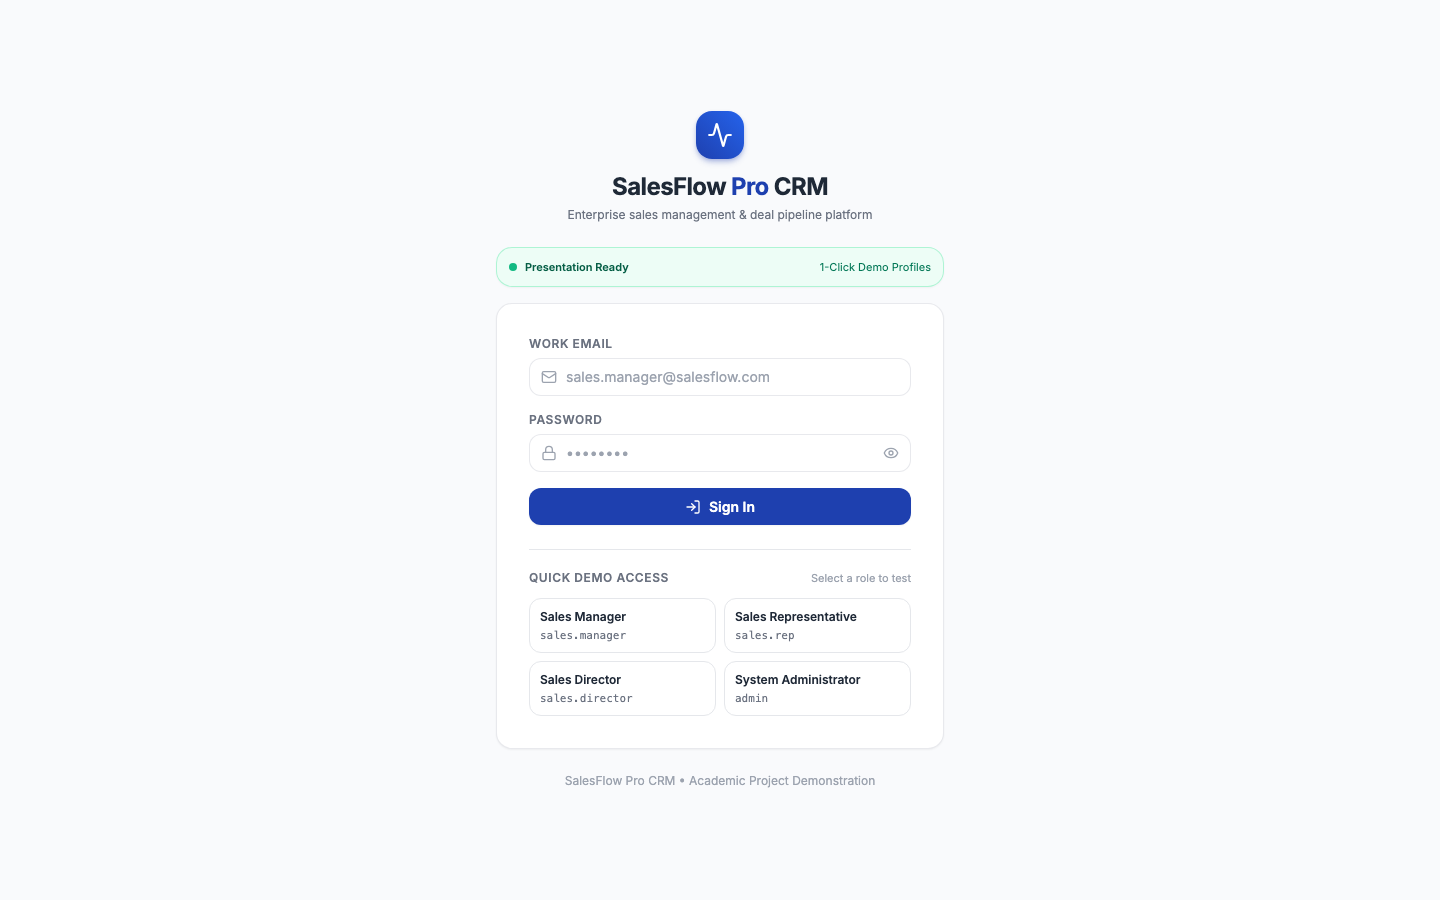 SalesFlow Pro CRM
Enterprise sales management & deal pipeline platform
Presentation Ready
1-Click Demo Profiles
WORK EMAIL
sales.manager@salesflow.com
PASSWORD
••••••••
Sign In
QUICK DEMO ACCESS
Select a role to test
Sales Manager
sales.manager
Sales Representative
sales.rep
Sales Director
sales.director
System Administrator
admin
SalesFlow Pro CRM • Academic Project Demonstration